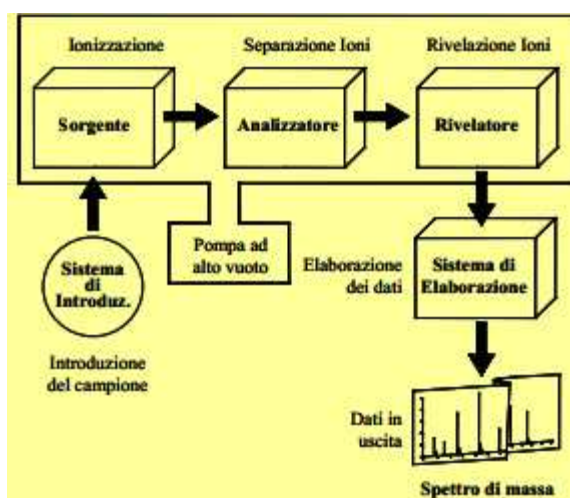 Ionizzazione
Separazione Ioni
Rivelazione Ioni
Sorgente
Analizzatore
Rivelatore
Pompa ad
alto vuoto
Sistema
di
Introduz.
Introduzione
del campione
Elaborazione
dei dati
Sistema di
Elaborazione
Dati in
uscita
Spettro di massa